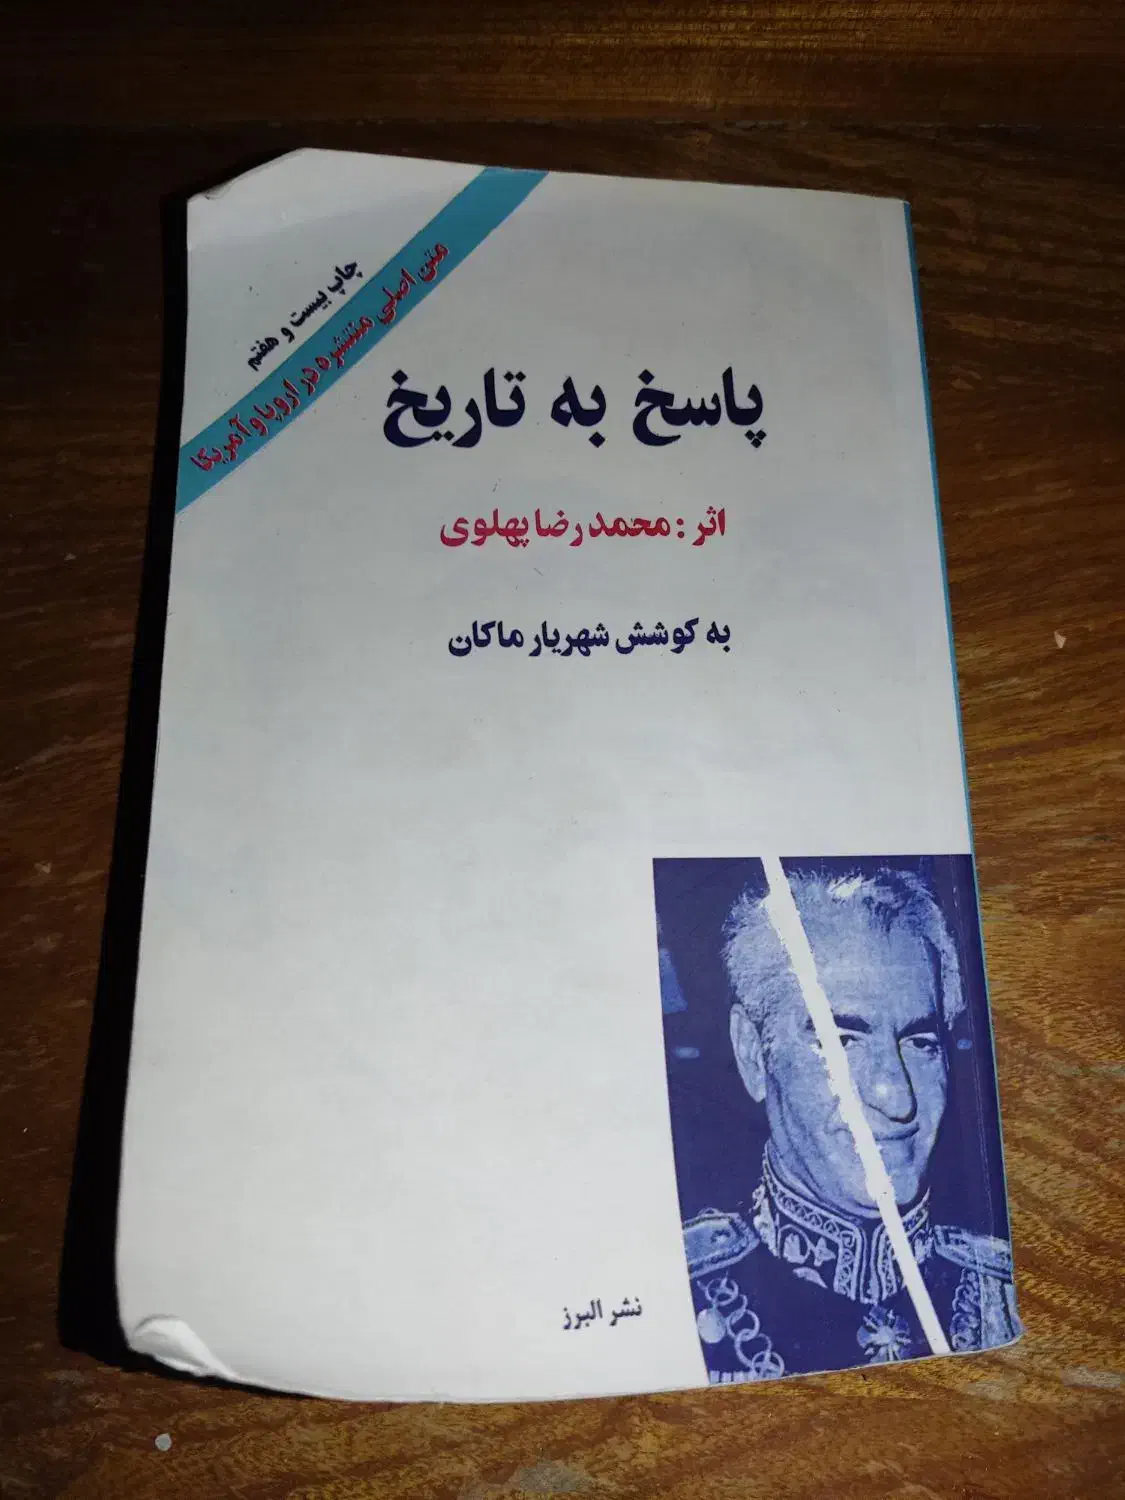 چاپ بیست و هفتم
متن اصلی منتشره در اروپا و آمریکا
پاسخ به تاریخ
اثر : محمدرضا پهلوی
به کوشش شهریار ماکان
نشر البرز